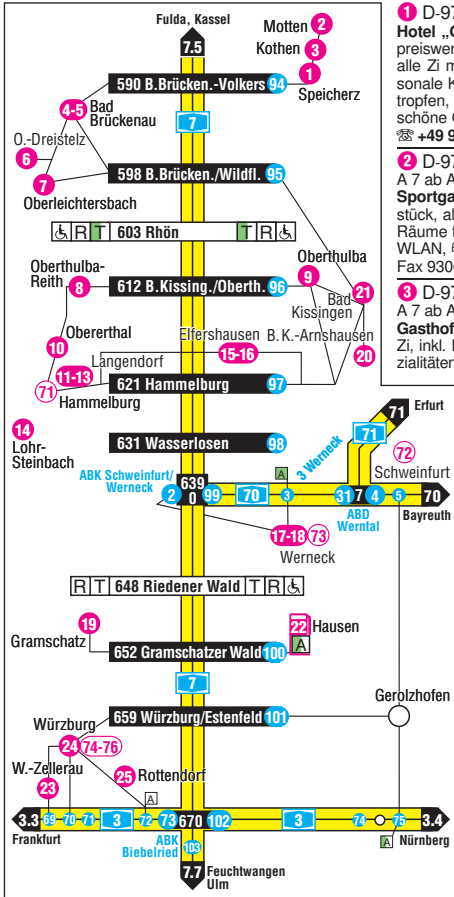 Fulda, Kassel
7.5
Motten 2
Kothen 3
1
Speicherz
590 B.Brücken.-Volkers 94
4-5 Bad
Brückenau
7
O.-Dreistelz
6
7
Oberleichtersbach
598 B.Brücken./Wildfl. 95
R T 603 Rhön T R
Oberthulba-
Reith 8
Oberthulba
9
612 B.Kissing./Oberth. 96
21
Bad
Kissingen
Obererthal
10
Elfershausen
15-16
B.K.-Arnshausen
20
Langendorf
71 11-13
Hammelburg
621 Hammelburg 97
14
Lohr-
Steinbach
631 Wasserlosen 98
71
Erfurt
71
3 Werneck
72
Schweinfurt
ABK Schweinfurt/
Werneck
639
0
A
2 99 70 3 31 7 4 5 70
ABD
Werntal
Bayreuth
17-18 73
Werneck
R T 648 Riedener Wald T R
19
Gramschatz
652 Gramschatzer Wald 100
22 Hausen
A
7
659 Würzburg/Estenfeld 101
Gerolzhofen
Würzburg
24 74-76
W.-Zellerau
23
25 Rottendorf
A
3.3 69 70 71 3 72 73 670 102 3 74 75 3.4
Frankfurt
ABK
Biebelried
103
A
Nürnberg
7.7 Feuchtwangen
Ulm
1 D-97
preiswer
alle Zi m
sonale K
tropfen,
schöne
+49 9
2 D-97
A 7 ab A
Sportga
stück, al
Räume f
WLAN,
Fax 930
3 D-97
A 7 ab A
Gasthof
Zi, inkl.
zialitäten